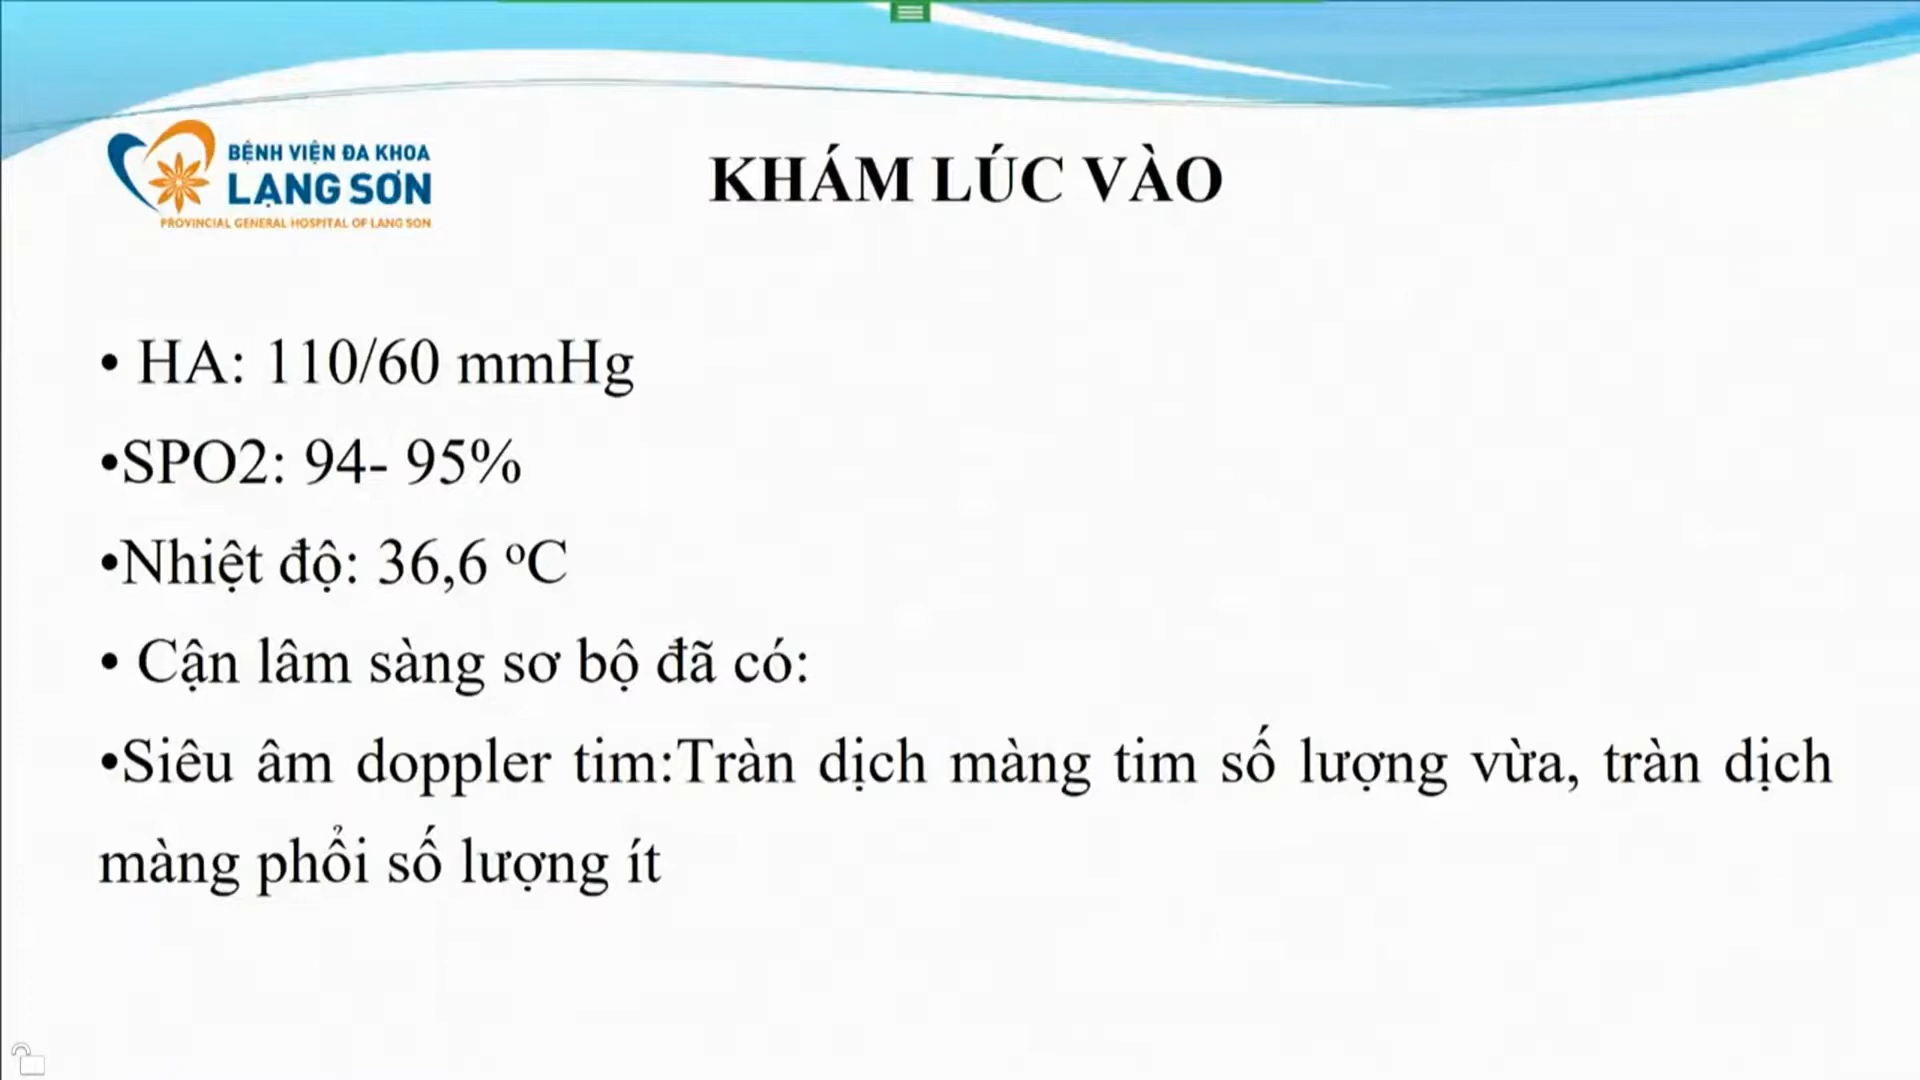 BỆNH VIỆN ĐA KHOA
LẠNG SƠN
PROVINCIAL GENERAL HOSPITAL OF LANG SON
KHÁM LÚC VÀO
• HA: 110/60 mmHg
•SPO2: 94- 95%
•Nhiệt độ: 36,6 ᵒC
• Cận lâm sàng sơ bộ đã có:
•Siêu âm doppler tim:Tràn dịch màng tim số lượng vừa, tràn dịch
màng phổi số lượng ít